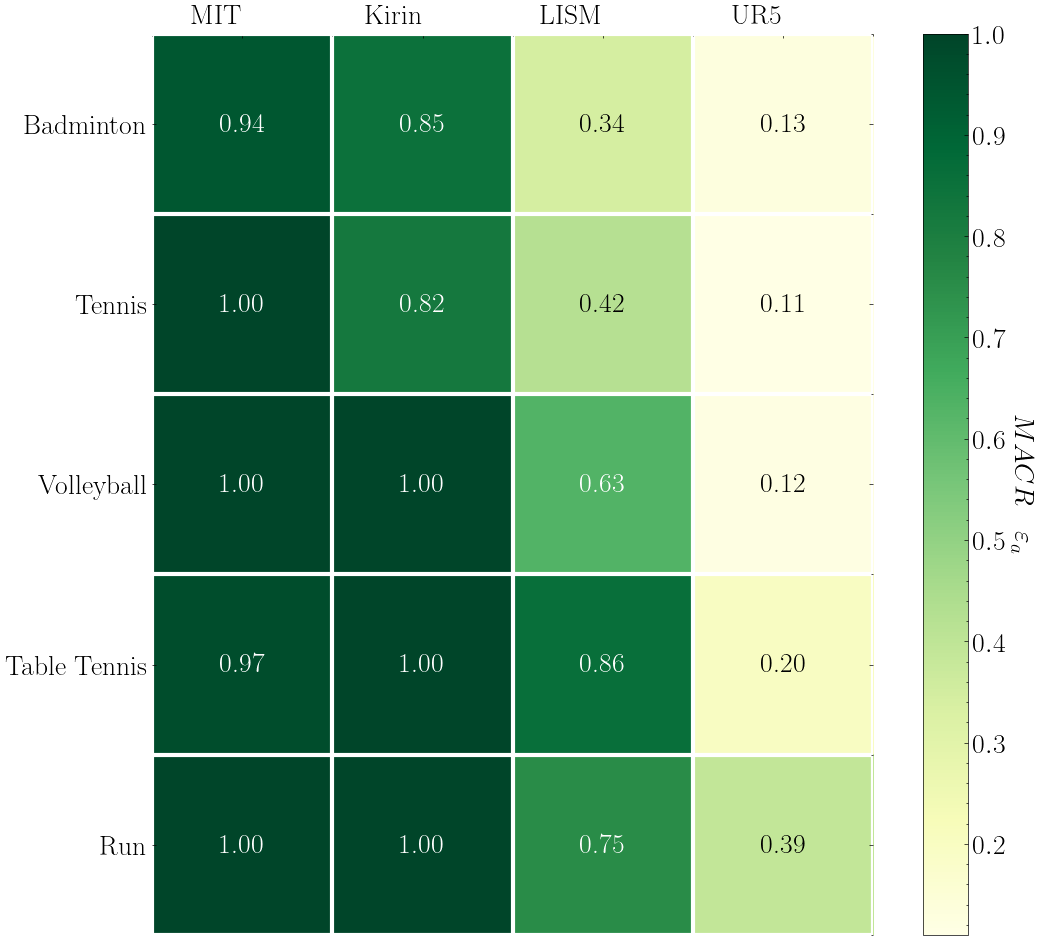 MIT Kirin LISM UR5
Badminton 0.94 0.85 0.34 0.13
Tennis 1.00 0.82 0.42 0.11
Volleyball 1.00 1.00 0.63 0.12
Table Tennis 0.97 1.00 0.86 0.20
Run 1.00 1.00 0.75 0.39
1.0
0.9
0.8
0.7
0.6
0.5
0.4
0.3
0.2
MACR εₐ